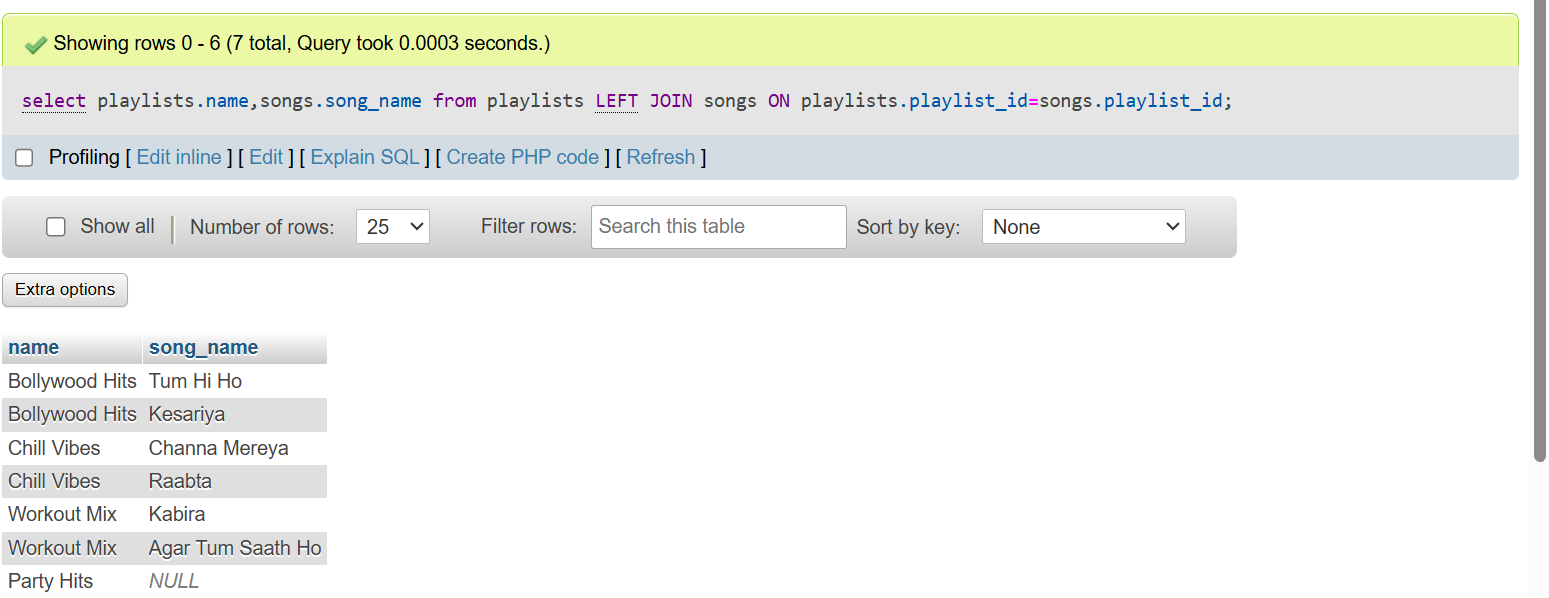 Showing rows 0 - 6 (7 total, Query took 0.0003 seconds.)
select playlists.name,songs.song_name from playlists LEFT JOIN songs ON playlists.playlist_id=songs.playlist_id;
Profiling [ Edit inline ] [ Edit ] [ Explain SQL ] [ Create PHP code ] [ Refresh ]
Show all Number of rows: 25 Filter rows: Search this table Sort by key: None
Extra options
name song_name
Bollywood Hits Tum Hi Ho
Bollywood Hits Kesariya
Chill Vibes Channa Mereya
Chill Vibes Raabta
Workout Mix Kabira
Workout Mix Agar Tum Saath Ho
Party Hits NULL